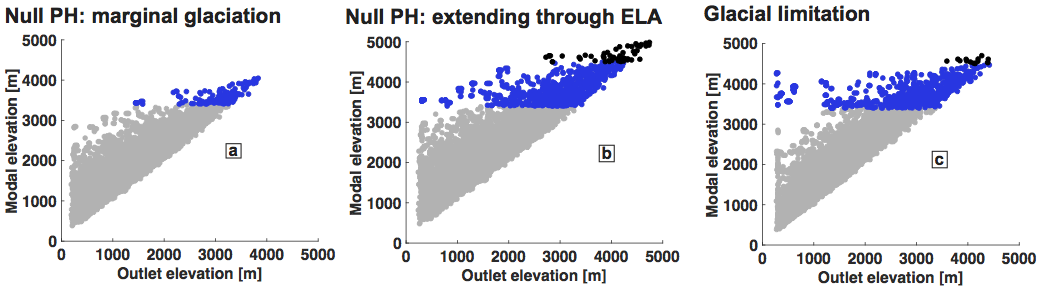 Null PH: marginal glaciation
Modal elevation [m]
5000
4000
3000
2000
1000
0
a
0 1000 2000 3000 4000 5000
Outlet elevation [m]
Null PH: extending through ELA
Modal elevation [m]
5000
4000
3000
2000
1000
0
b
0 1000 2000 3000 4000 5000
Outlet elevation [m]
Glacial limitation
Modal elevation [m]
5000
4000
3000
2000
1000
0
c
0 1000 2000 3000 4000 5000
Outlet elevation [m]